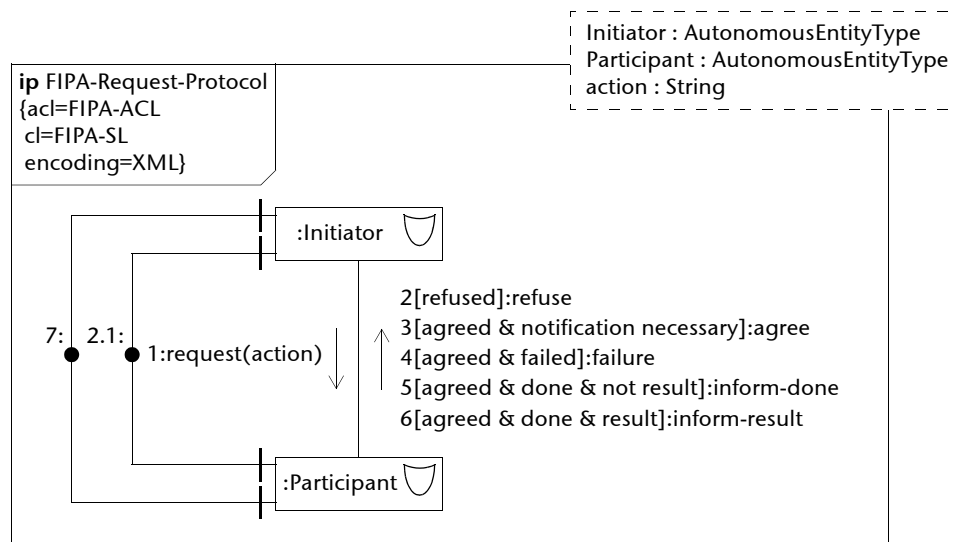 Initiator : AutonomousEntityType
Participant : AutonomousEntityType
action : String
ip FIPA-Request-Protocol
{acl=FIPA-ACL
cl=FIPA-SL
encoding=XML}
:Initiator
2[refused]:refuse
3[agreed & notification necessary]:agree
7: 2.1: 1:request(action)
4[agreed & failed]:failure
5[agreed & done & not result]:inform-done
6[agreed & done & result]:inform-result
:Participant